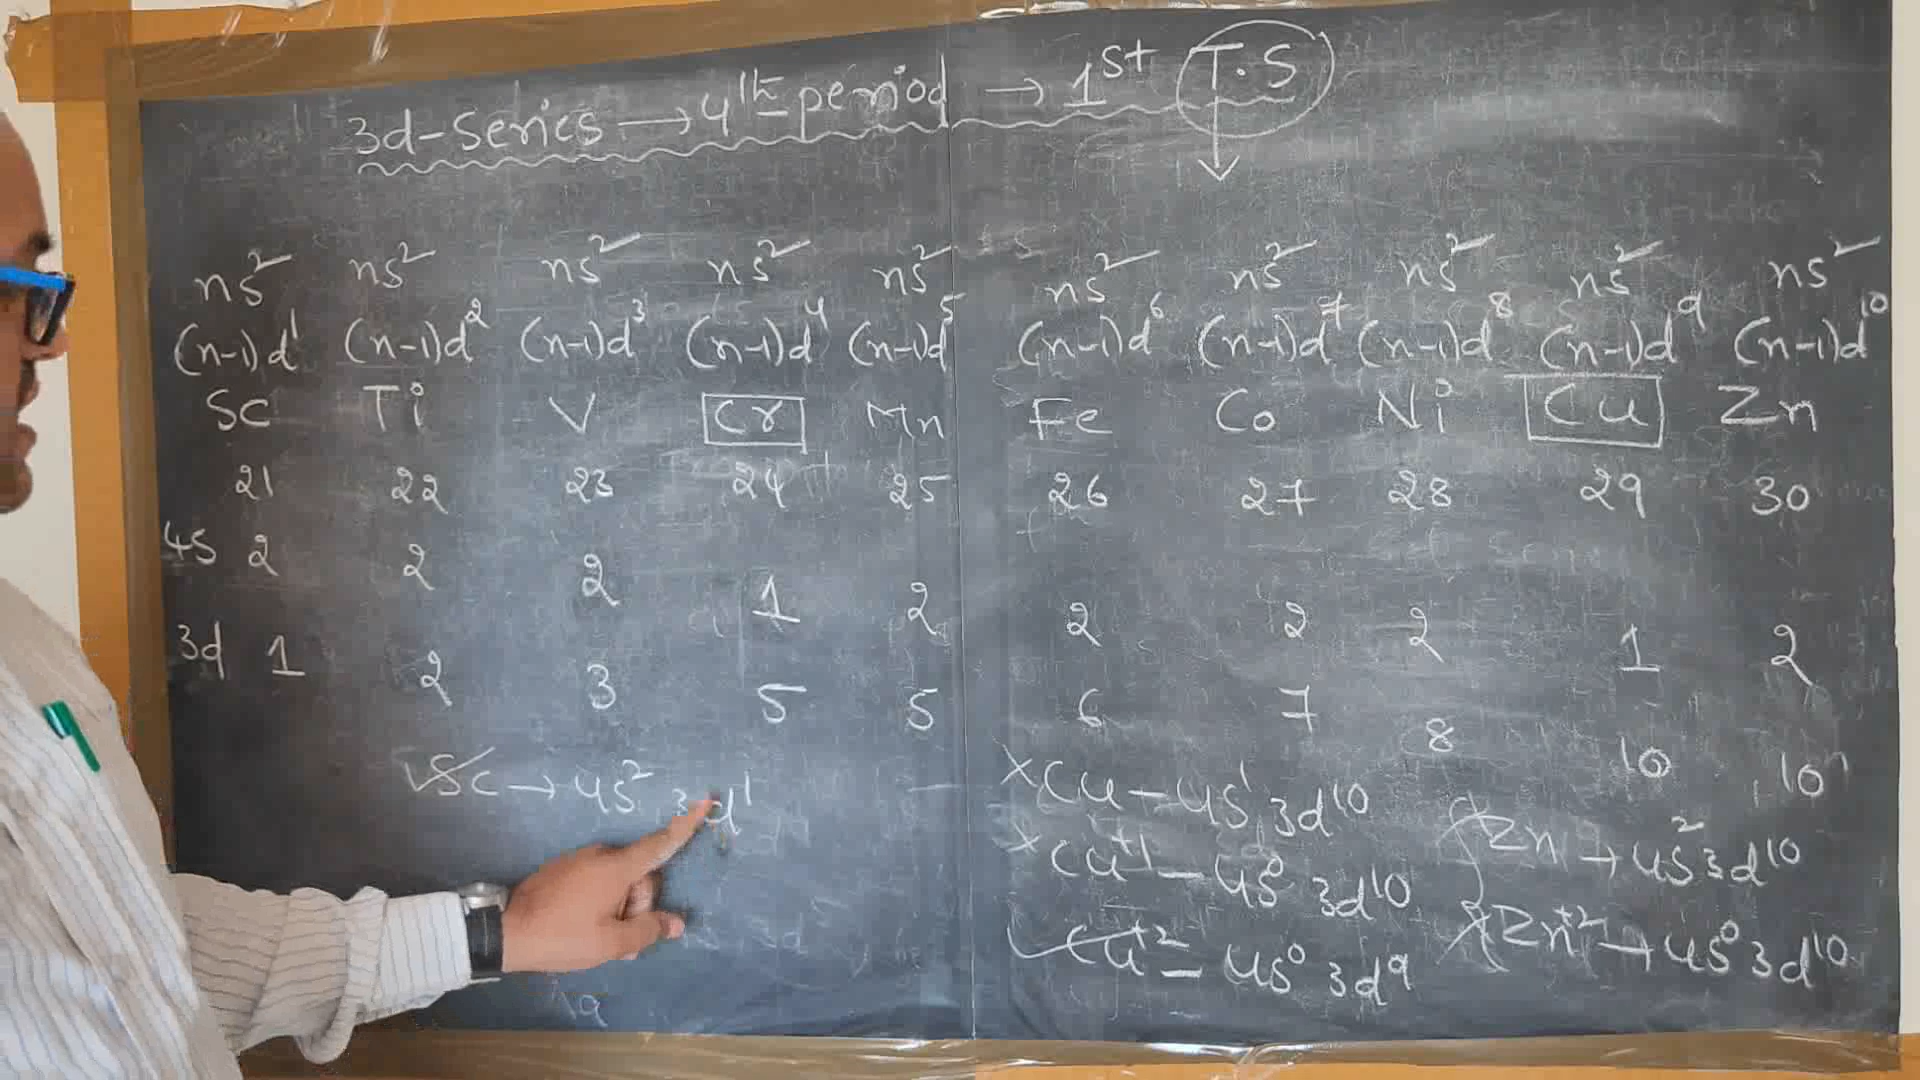 3d-Series → 4th period → 1st T.S
ns² ns² ns² ns² ns² ns² ns² ns² ns² ns²
(n-1)d¹ (n-1)d² (n-1)d³ (n-1)d⁴ (n-1)d⁵ (n-1)d⁶ (n-1)d⁷ (n-1)d⁸ (n-1)d⁹ (n-1)d¹⁰
Sc Ti V Cr Mn Fe Co Ni Cu Zn
21 22 23 24 25 26 27 28 29 30
4s 2 2 2 1 2 2 2 2 1 2
3d 1 2 3 5 5 6 7 8 10 10
Sc → 4s² 3d¹
Cu – 4s¹ 3d¹⁰
Cu⁺¹ – 4s⁰ 3d¹⁰
Cu⁺² – 4s⁰ 3d⁹
Zn → 4s² 3d¹⁰
Zn⁺² → 4s⁰ 3d¹⁰